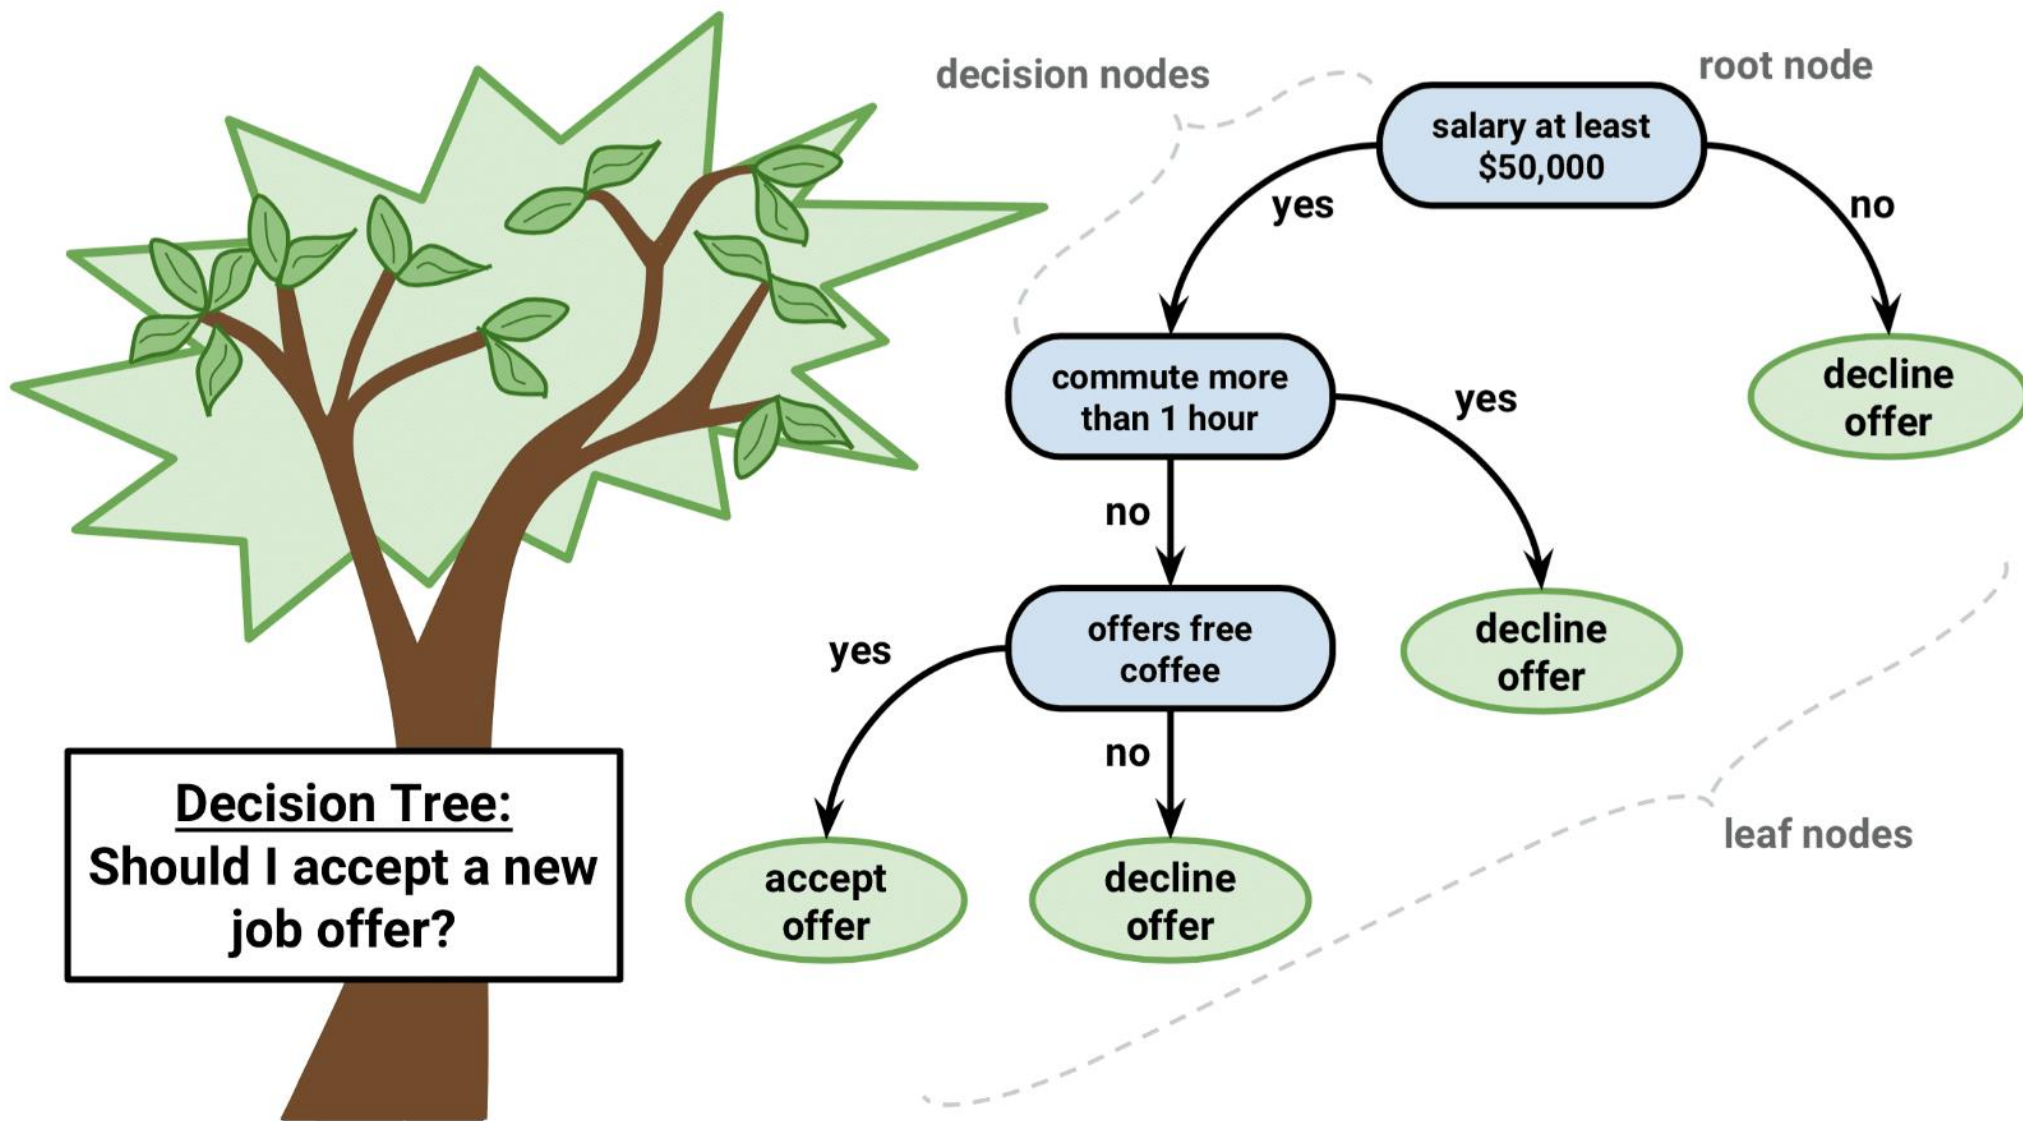 decision nodes
root node
salary at least
$50,000
yes
no
commute more
than 1 hour
yes
decline
offer
no
offers free
coffee
yes
decline
offer
no
accept
offer
decline
offer
leaf nodes
Decision Tree:
Should I accept a new
job offer?